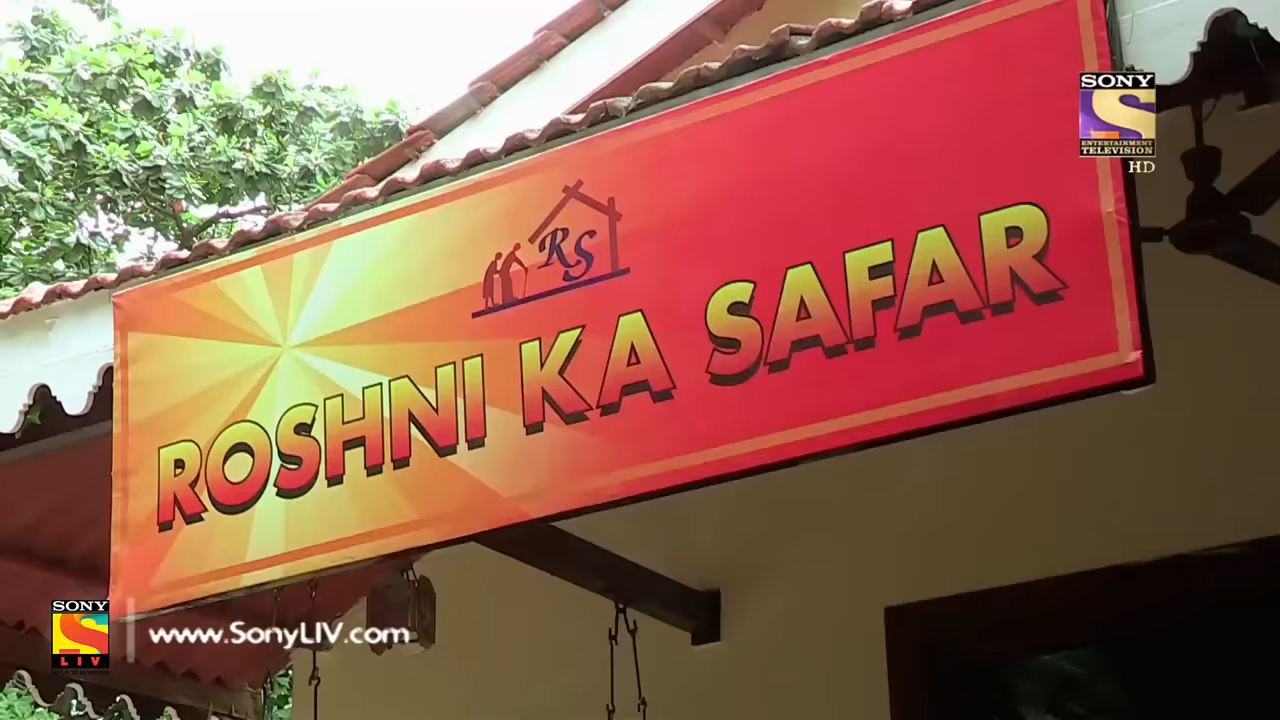 SONY
ENTERTAINMENT
TELEVISION
HD
RS
ROSHNI KA SAFAR
SONY
LIV
www.SonyLIV.com